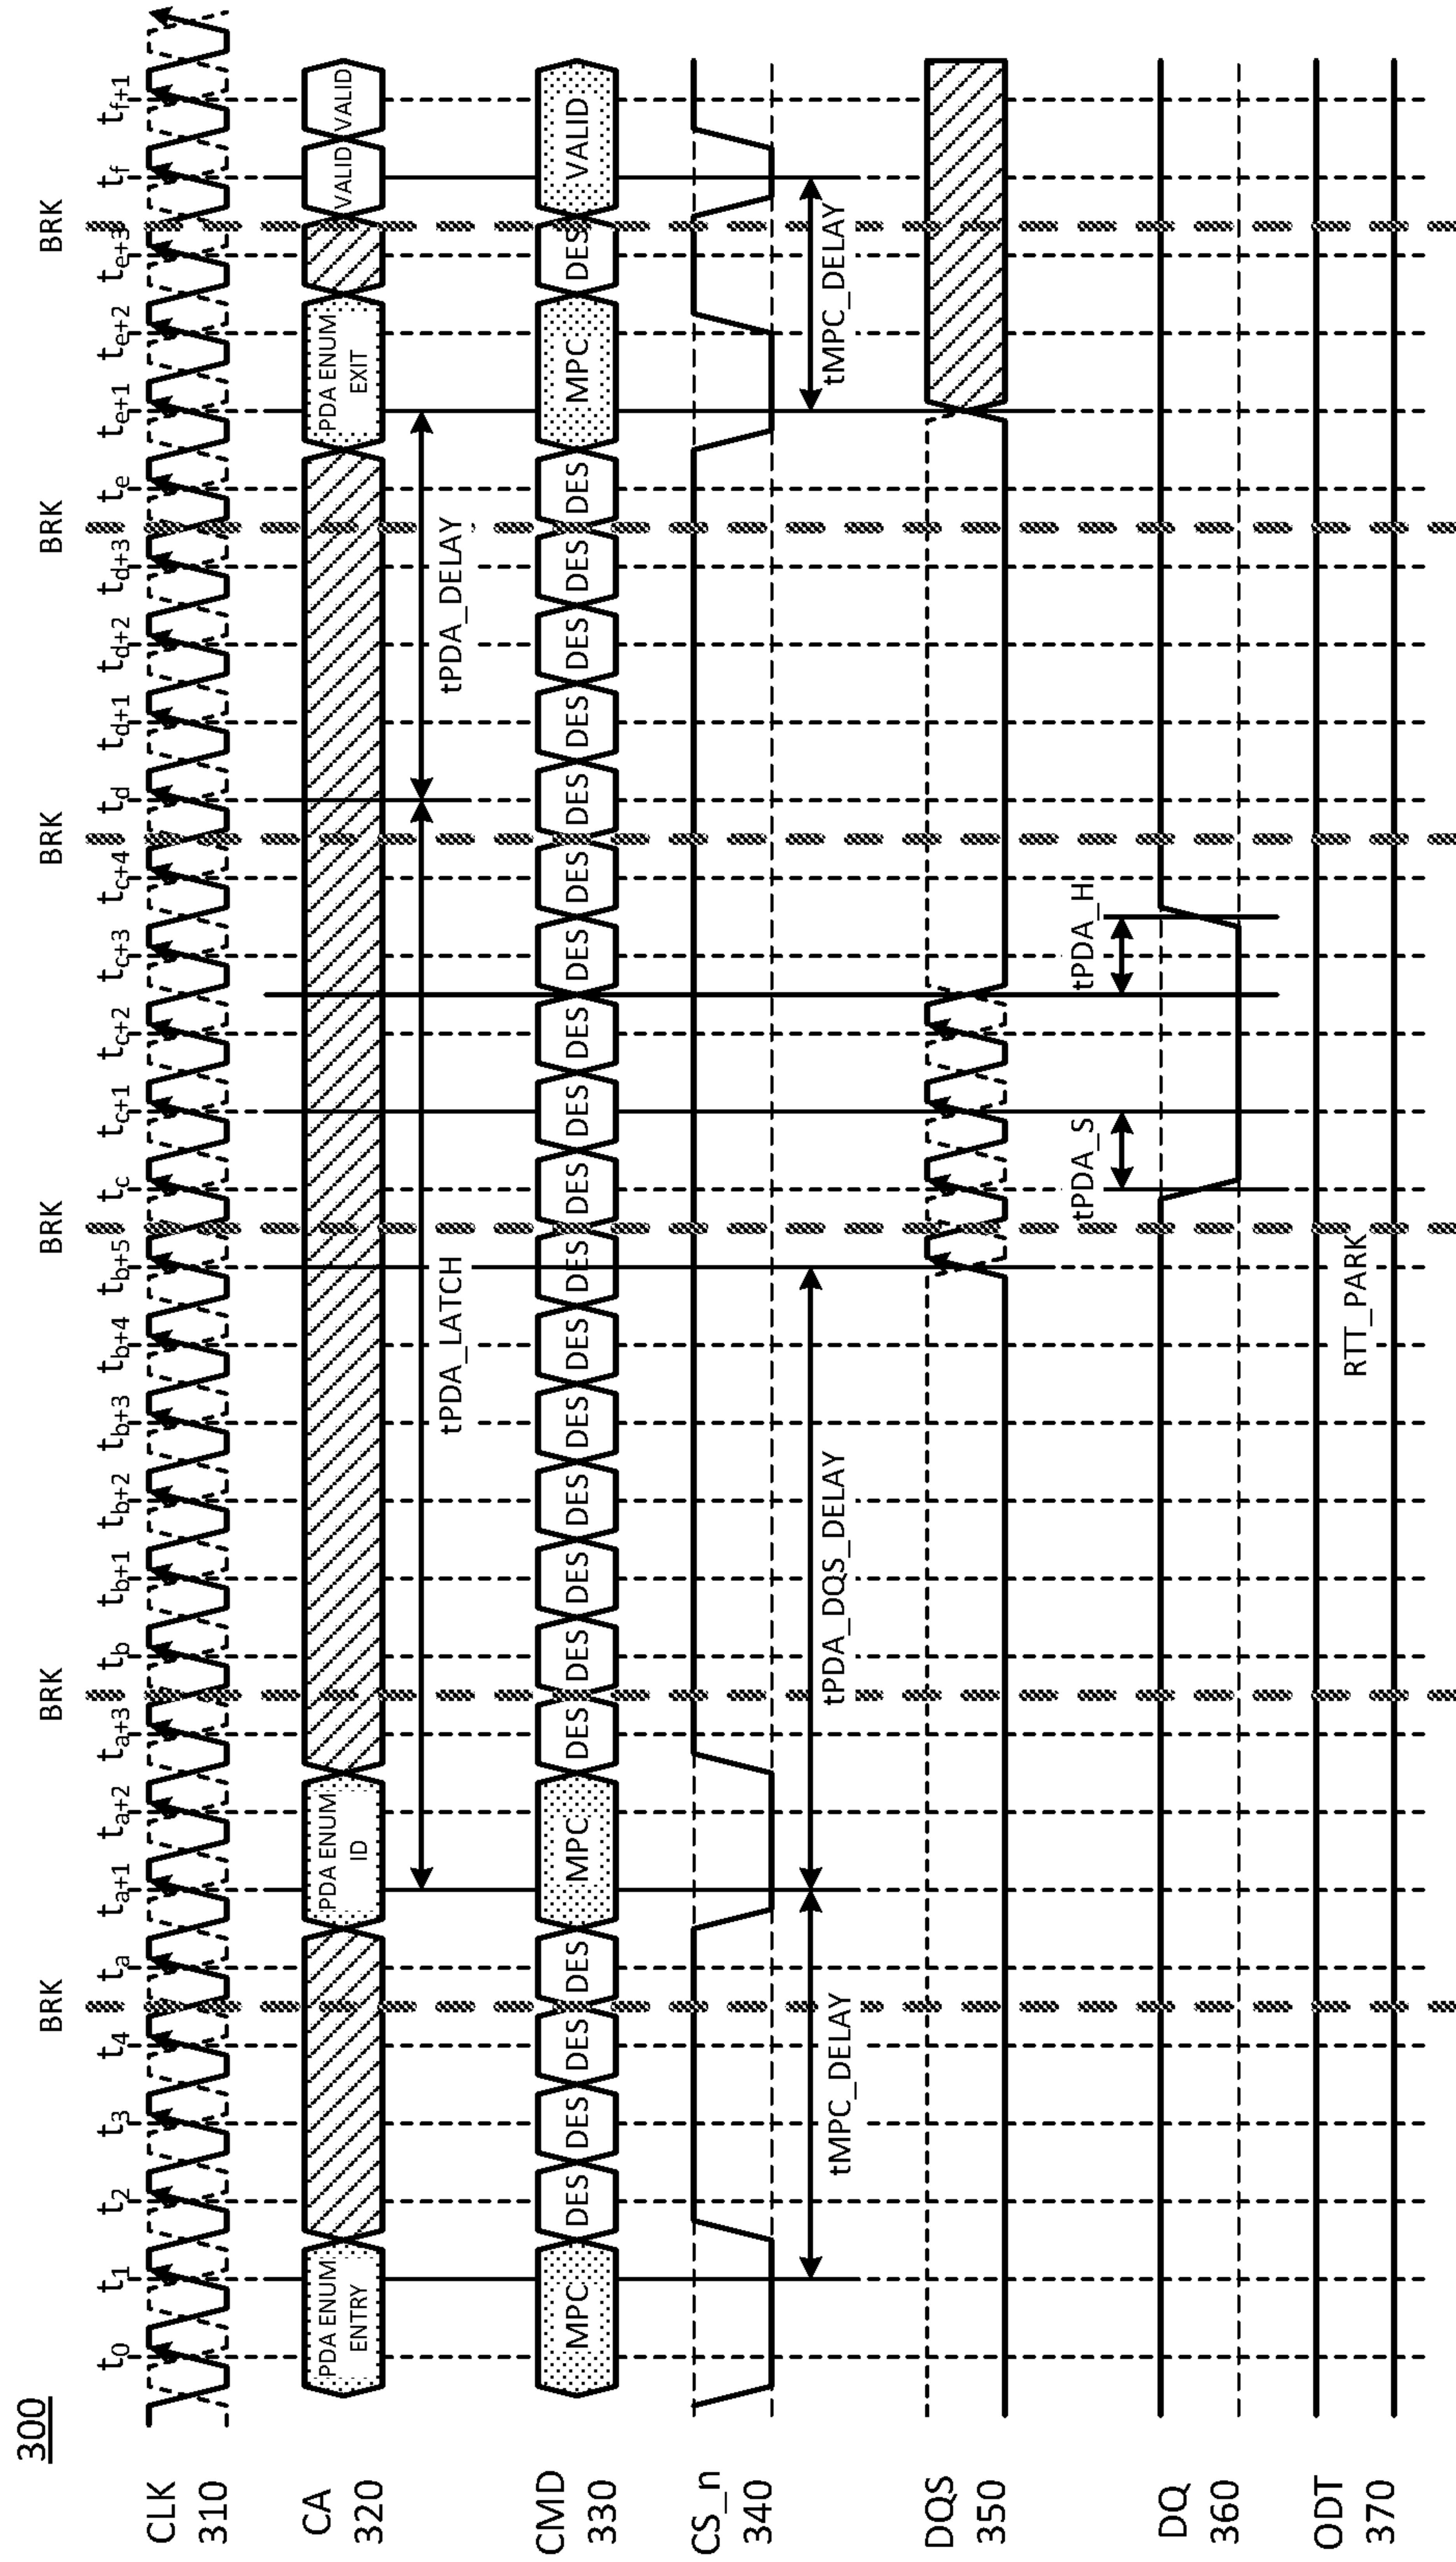 300
BRK BRK BRK BRK BRK BRK
t0 t1 t2 t3 t4 ta ta+1 ta+2 ta+3 tb tb+1 tb+2 tb+3 tb+4 tb+5 tc tc+1 tc+2 tc+3 tc+4 td td+1 td+2 td+3 te te+1 te+2 te+3 tf tf+1
CLK
310
CA
320
PDA ENUM
ENTRY
PDA ENUM
ID
PDA ENUM
EXIT
VALID VALID
tPDA_LATCH tPDA_DELAY
CMD
330
MPC DES DES DES DES MPC DES DES DES DES DES DES DES DES DES DES DES DES DES DES DES DES DES MPC DES VALID
CS_n
340
tMPC_DELAY tPDA_DQS_DELAY tMPC_DELAY
DQS
350
tPDA_S tPDA_H
DQ
360
ODT
370
RTT_PARK